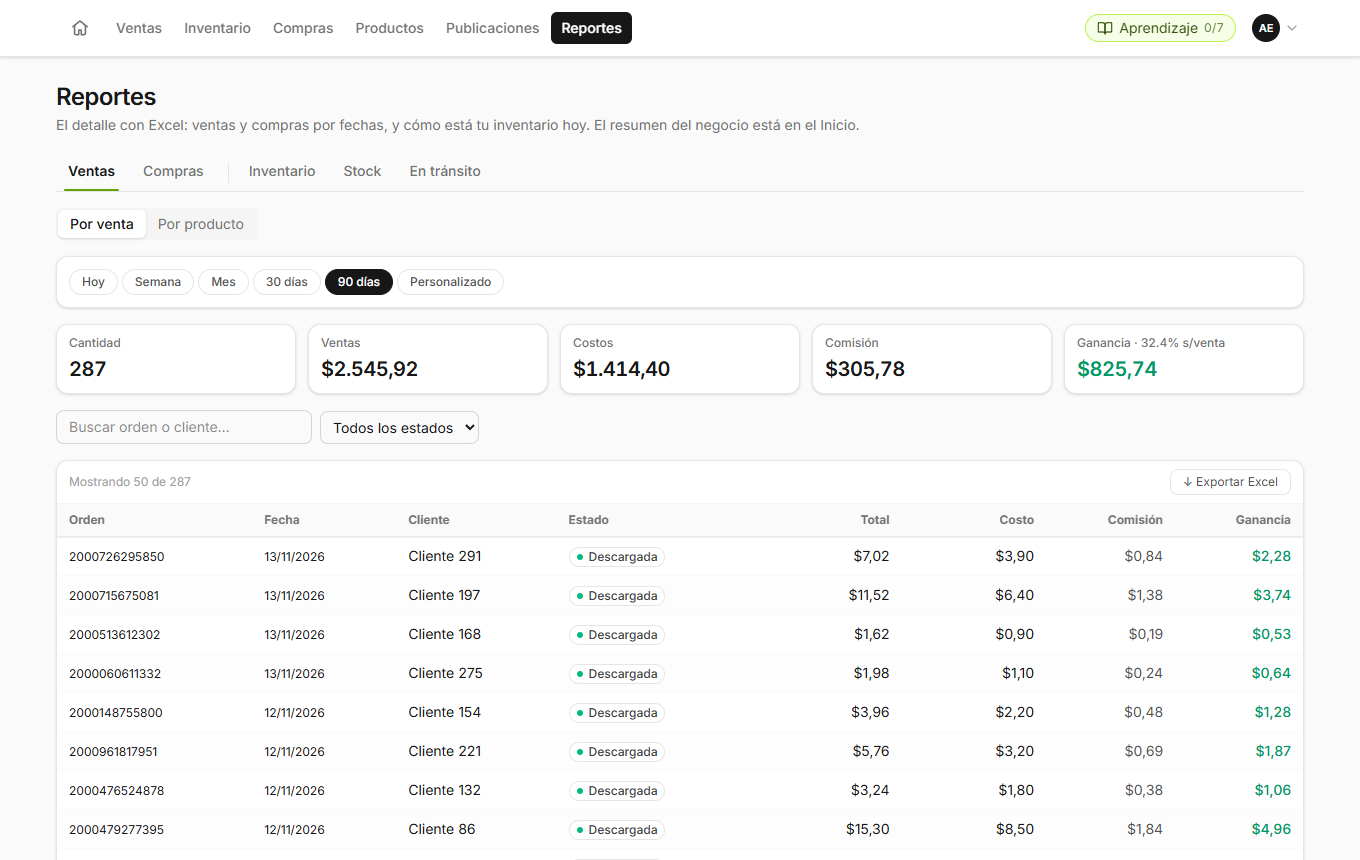 Ventas Inventario Compras Productos Publicaciones Reportes Aprendizaje 0/7 AE
Reportes
El detalle con Excel: ventas y compras por fechas, y cómo está tu inventario hoy. El resumen del negocio está en el Inicio.
Ventas Compras Inventario Stock En tránsito
Por venta Por producto
Hoy Semana Mes 30 días 90 días Personalizado
Cantidad Ventas Costos Comisión Ganancia · 32.4% s/venta
287 $2.545,92 $1.414,40 $305,78 $825,74
Buscar orden o cliente... Todos los estados
Mostrando 50 de 287 ↓ Exportar Excel
Orden Fecha Cliente Estado Total Costo Comisión Ganancia
2000726295850 13/11/2026 Cliente 291 Descargada $7,02 $3,90 $0,84 $2,28
2000715675081 13/11/2026 Cliente 197 Descargada $11,52 $6,40 $1,38 $3,74
2000513612302 13/11/2026 Cliente 168 Descargada $1,62 $0,90 $0,19 $0,53
2000060611332 13/11/2026 Cliente 275 Descargada $1,98 $1,10 $0,24 $0,64
2000148755800 12/11/2026 Cliente 154 Descargada $3,96 $2,20 $0,48 $1,28
2000961817951 12/11/2026 Cliente 221 Descargada $5,76 $3,20 $0,69 $1,87
2000476524878 12/11/2026 Cliente 132 Descargada $3,24 $1,80 $0,38 $1,06
2000479277395 12/11/2026 Cliente 86 Descargada $15,30 $8,50 $1,84 $4,96